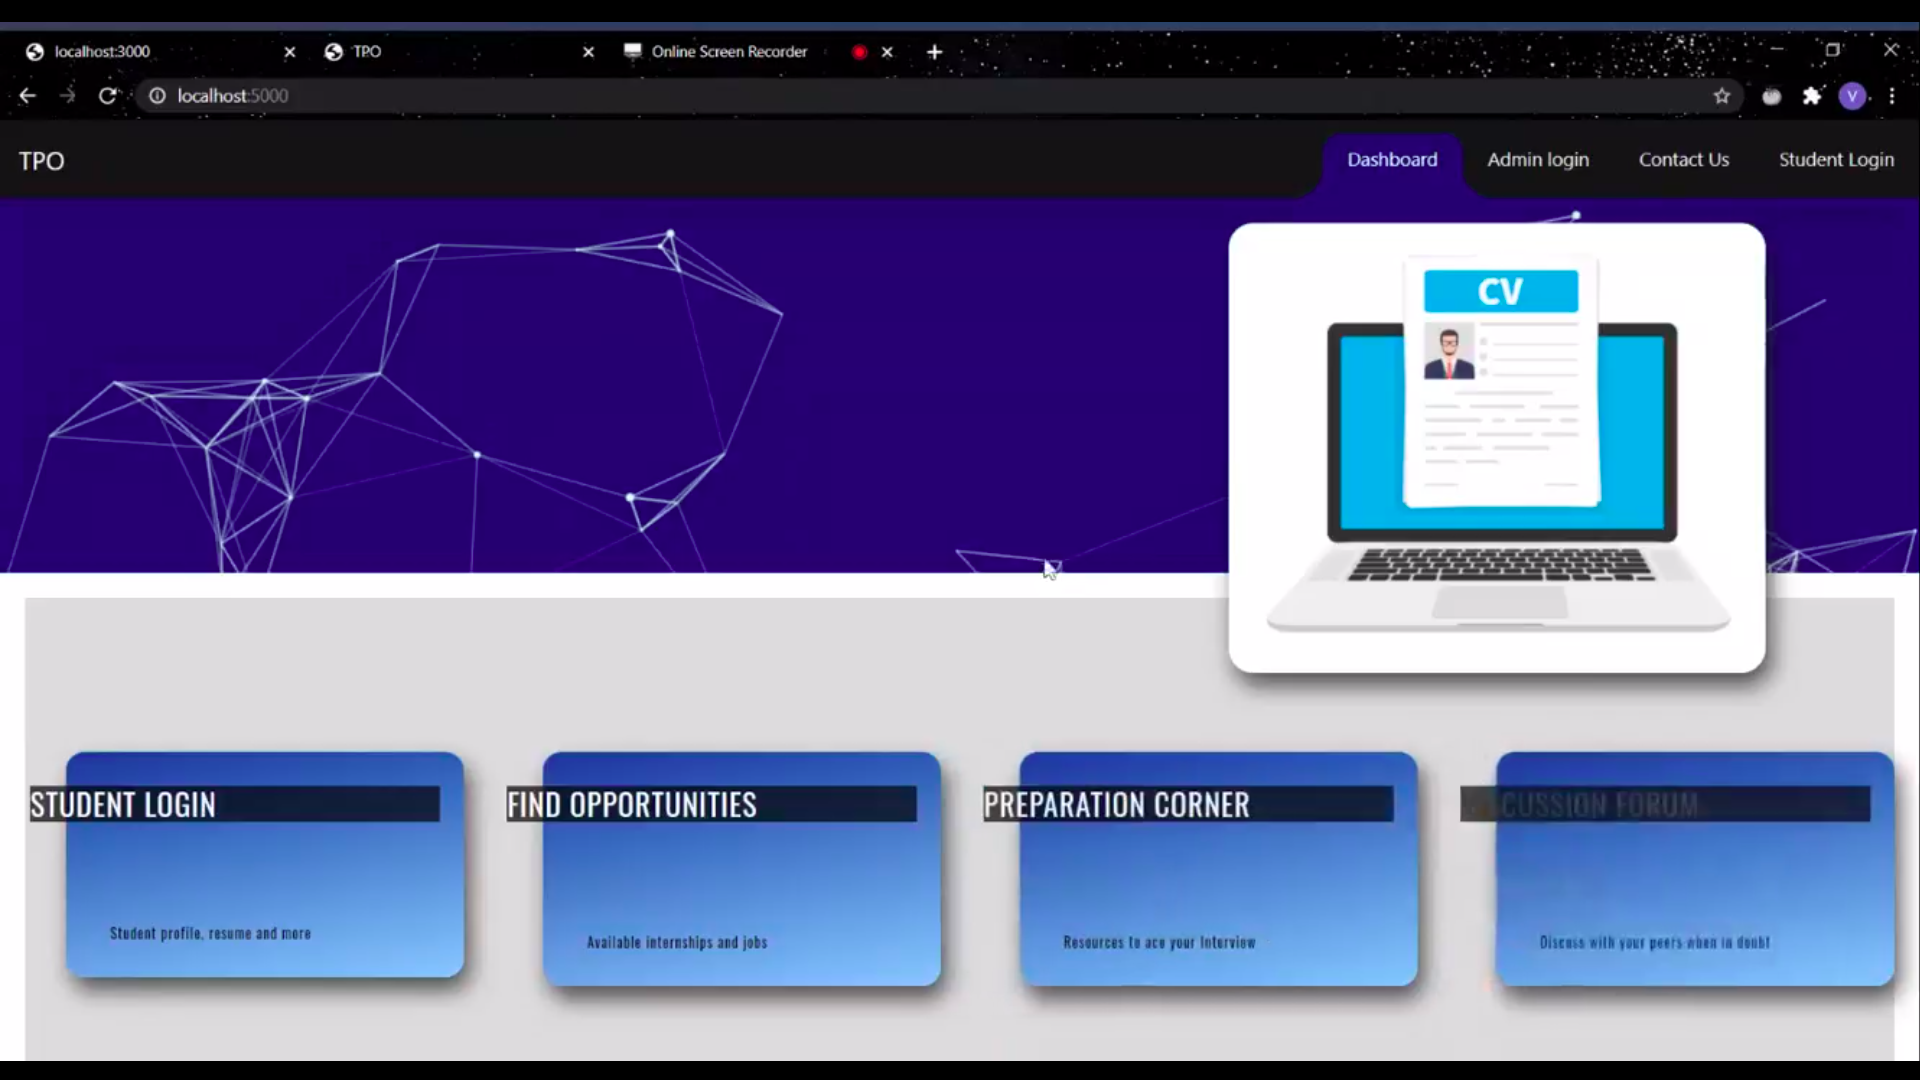 localhost:3000
TPO
Online Screen Recorder
localhost:5000
V
TPO
Dashboard
Admin login
Contact Us
Student Login
CV
STUDENT LOGIN
FIND OPPORTUNITIES
PREPARATION CORNER
CUSSION FORUM
Student profile, resume and more
Available internships and jobs
Resources to ace your Interview
Discuss with your peers when in doubt